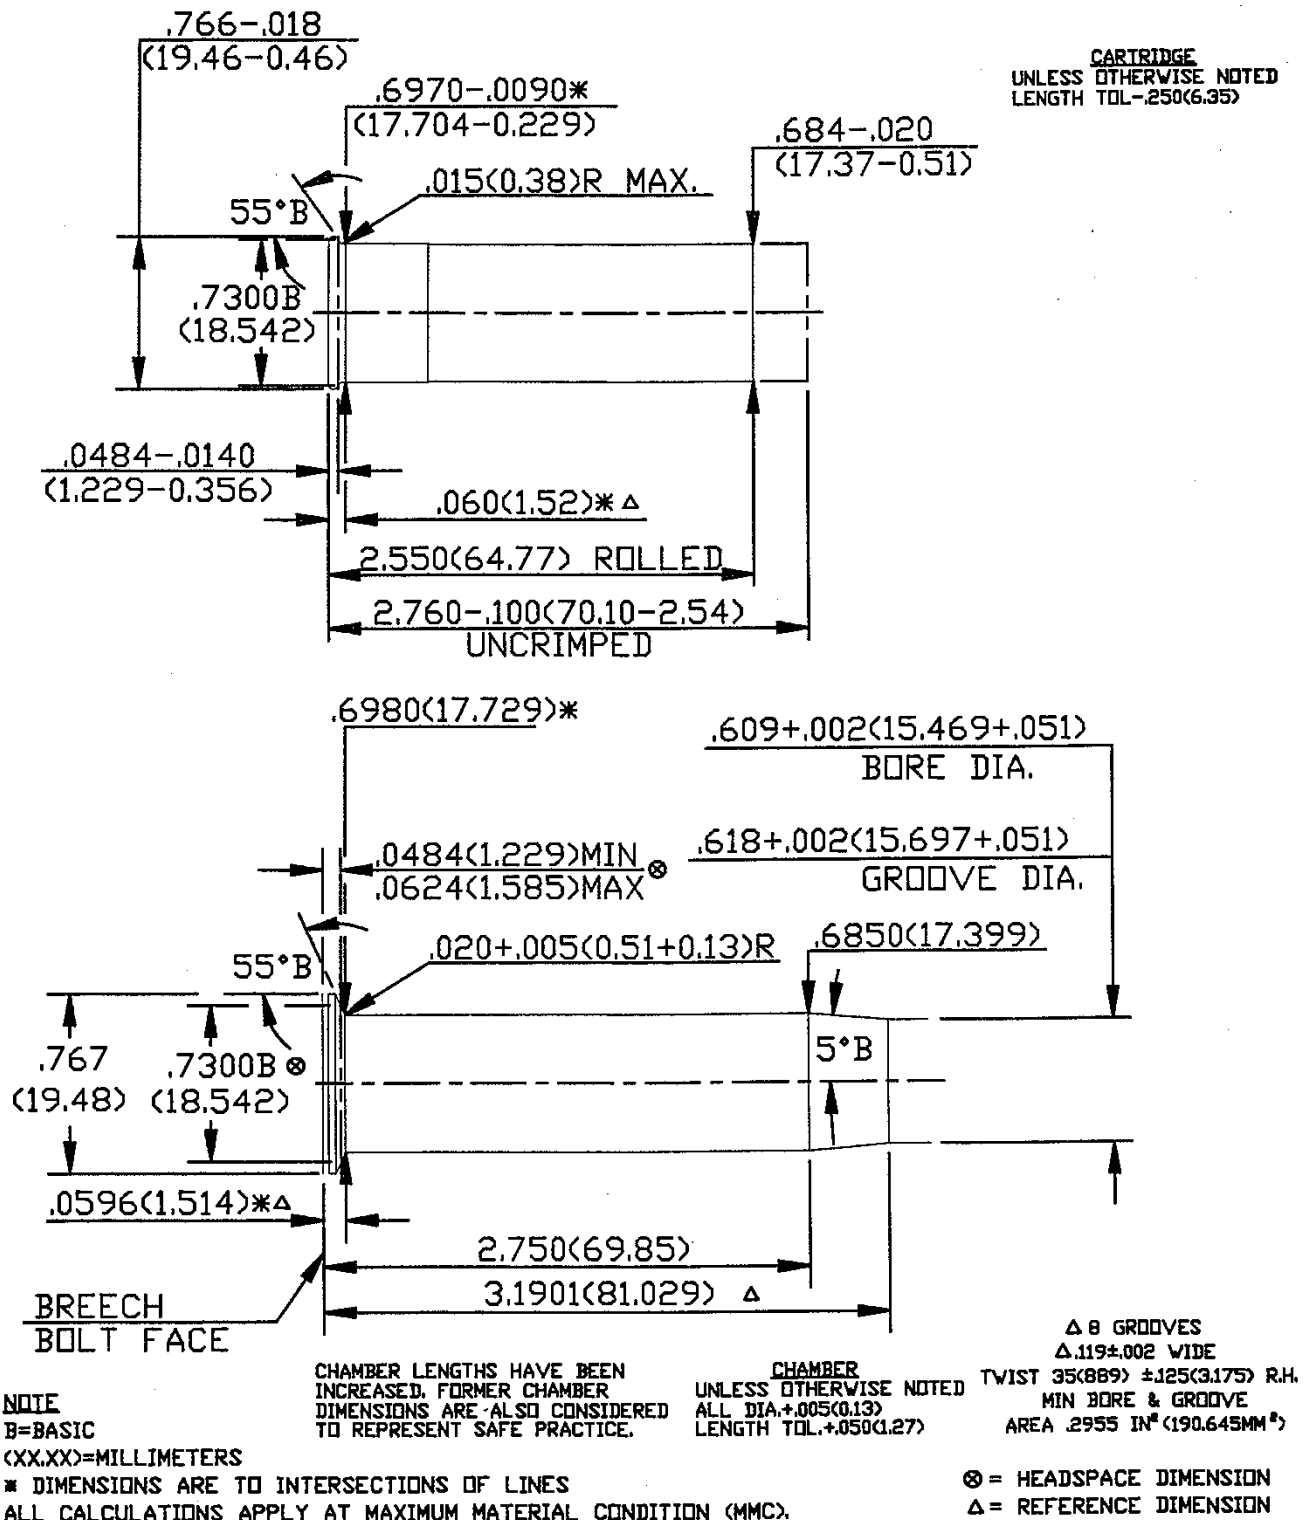 .766-.018
(19.46-0.46)
CARTRIDGE
UNLESS OTHERWISE NOTED
LENGTH TOL-.250(6.35)
.6970-.0090*
(17.704-0.229)
.684-.020
(17.37-0.51)
.015(0.38)R MAX.
55°B
.7300B
(18.542)
.0484-.0140
(1.229-0.356)
.060(1.52)* Δ
2.550(64.77) ROLLED
2.760-.100(70.10-2.54)
UNCRIMPED
.6980(17.729)*
.609+.002(15.469+.051)
BORE DIA.
.0484(1.229)MIN
.0624(1.585)MAX ⊗
.618+.002(15.697+.051)
GROOVE DIA.
.020+.005(0.51+0.13)R
.6850(17.399)
55°B
5°B
.767
(19.48)
.7300B ⊗
(18.542)
.0596(1.514)*Δ
2.750(69.85)
3.1901(81.029) Δ
BREECH
BOLT FACE
CHAMBER LENGTHS HAVE BEEN
INCREASED. FORMER CHAMBER
DIMENSIONS ARE ALSO CONSIDERED
TO REPRESENT SAFE PRACTICE.
CHAMBER
UNLESS OTHERWISE NOTED
ALL DIA.+.005(0.13)
LENGTH TOL.+.050(1.27)
Δ 8 GROOVES
Δ.119±.002 WIDE
TWIST 35(889) ±.125(3.175) R.H.
MIN BORE & GROOVE
AREA .2955 IN² (190.645MM²)
NOTE
B=BASIC
(XX.XX)=MILLIMETERS
* DIMENSIONS ARE TO INTERSECTIONS OF LINES
ALL CALCULATIONS APPLY AT MAXIMUM MATERIAL CONDITION (MMC).
⊗ = HEADSPACE DIMENSION
Δ = REFERENCE DIMENSION